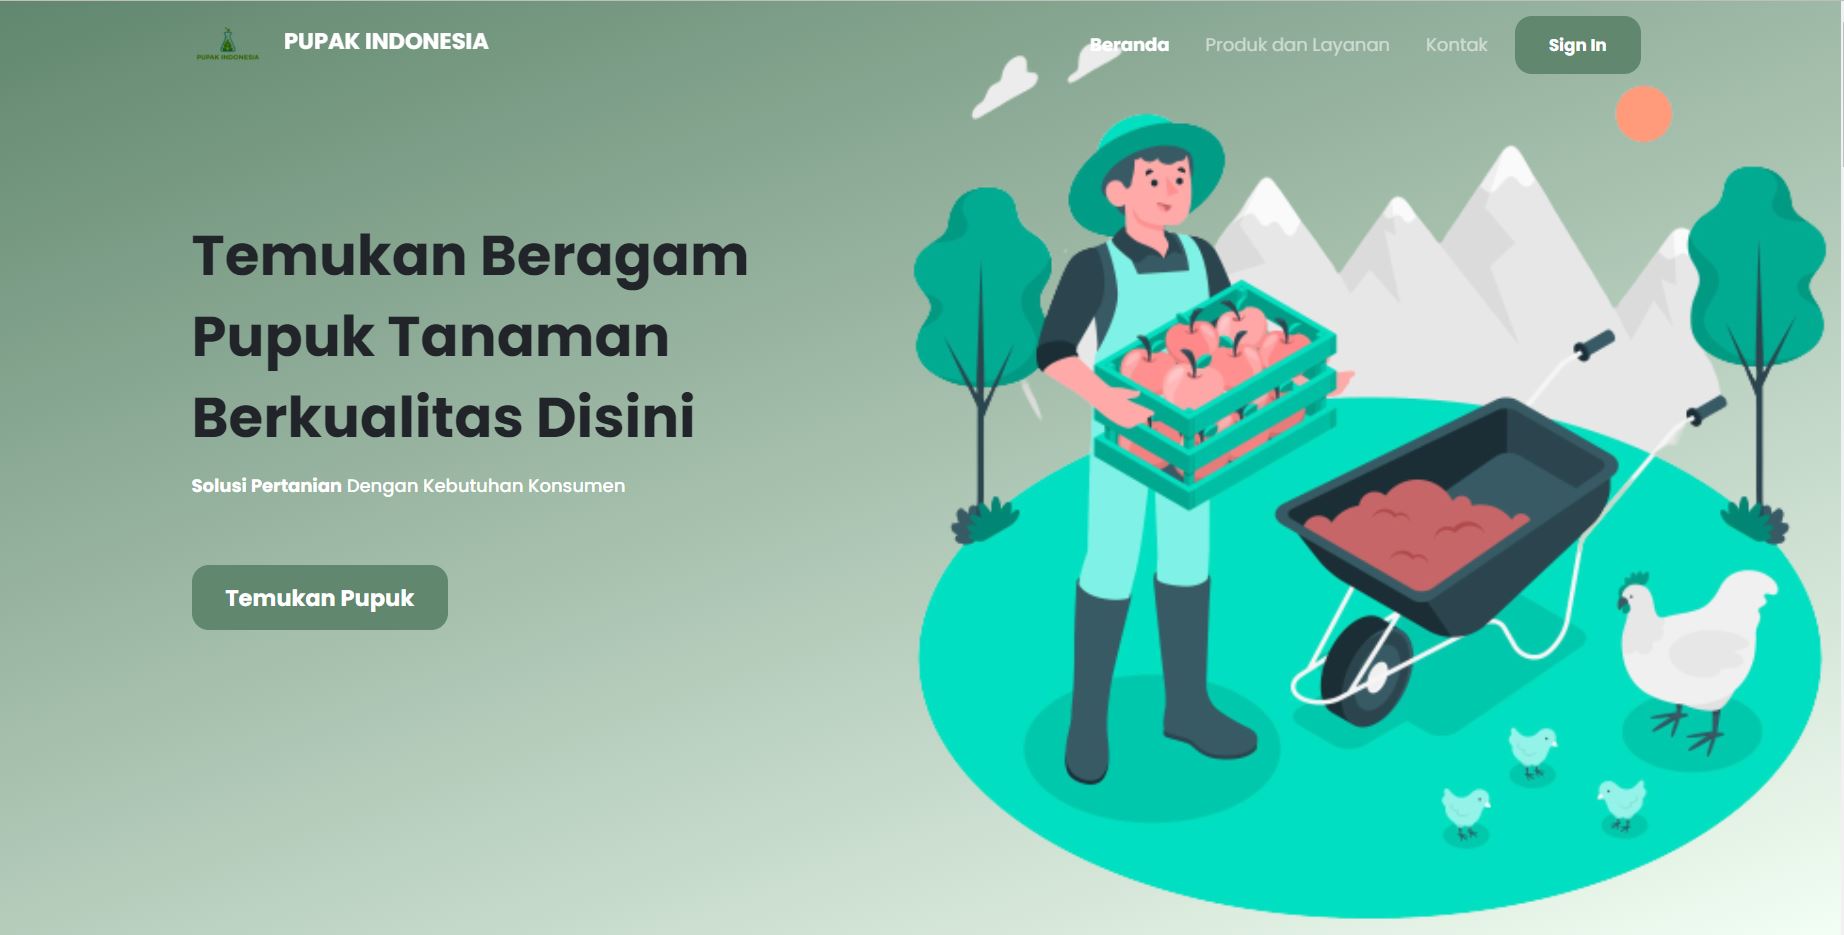 PUPAK INDONESIA
PUPAK INDONESIA
Beranda
Produk dan Layanan
Kontak
Sign In
Temukan Beragam
Pupuk Tanaman
Berkualitas Disini
Solusi Pertanian Dengan Kebutuhan Konsumen
Temukan Pupuk